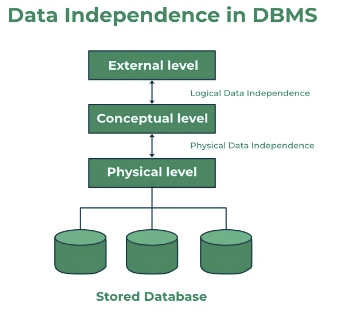 Data Independence in DBMS
External level
Logical Data Independence
Conceptual level
Physical Data Independence
Physical level
Stored Database